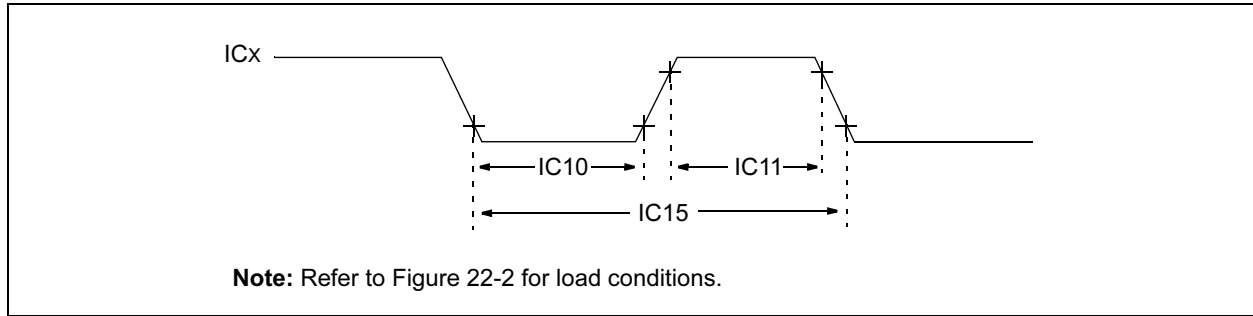 ICx
IC10
IC11
IC15
Note: Refer to Figure 22-2 for load conditions.